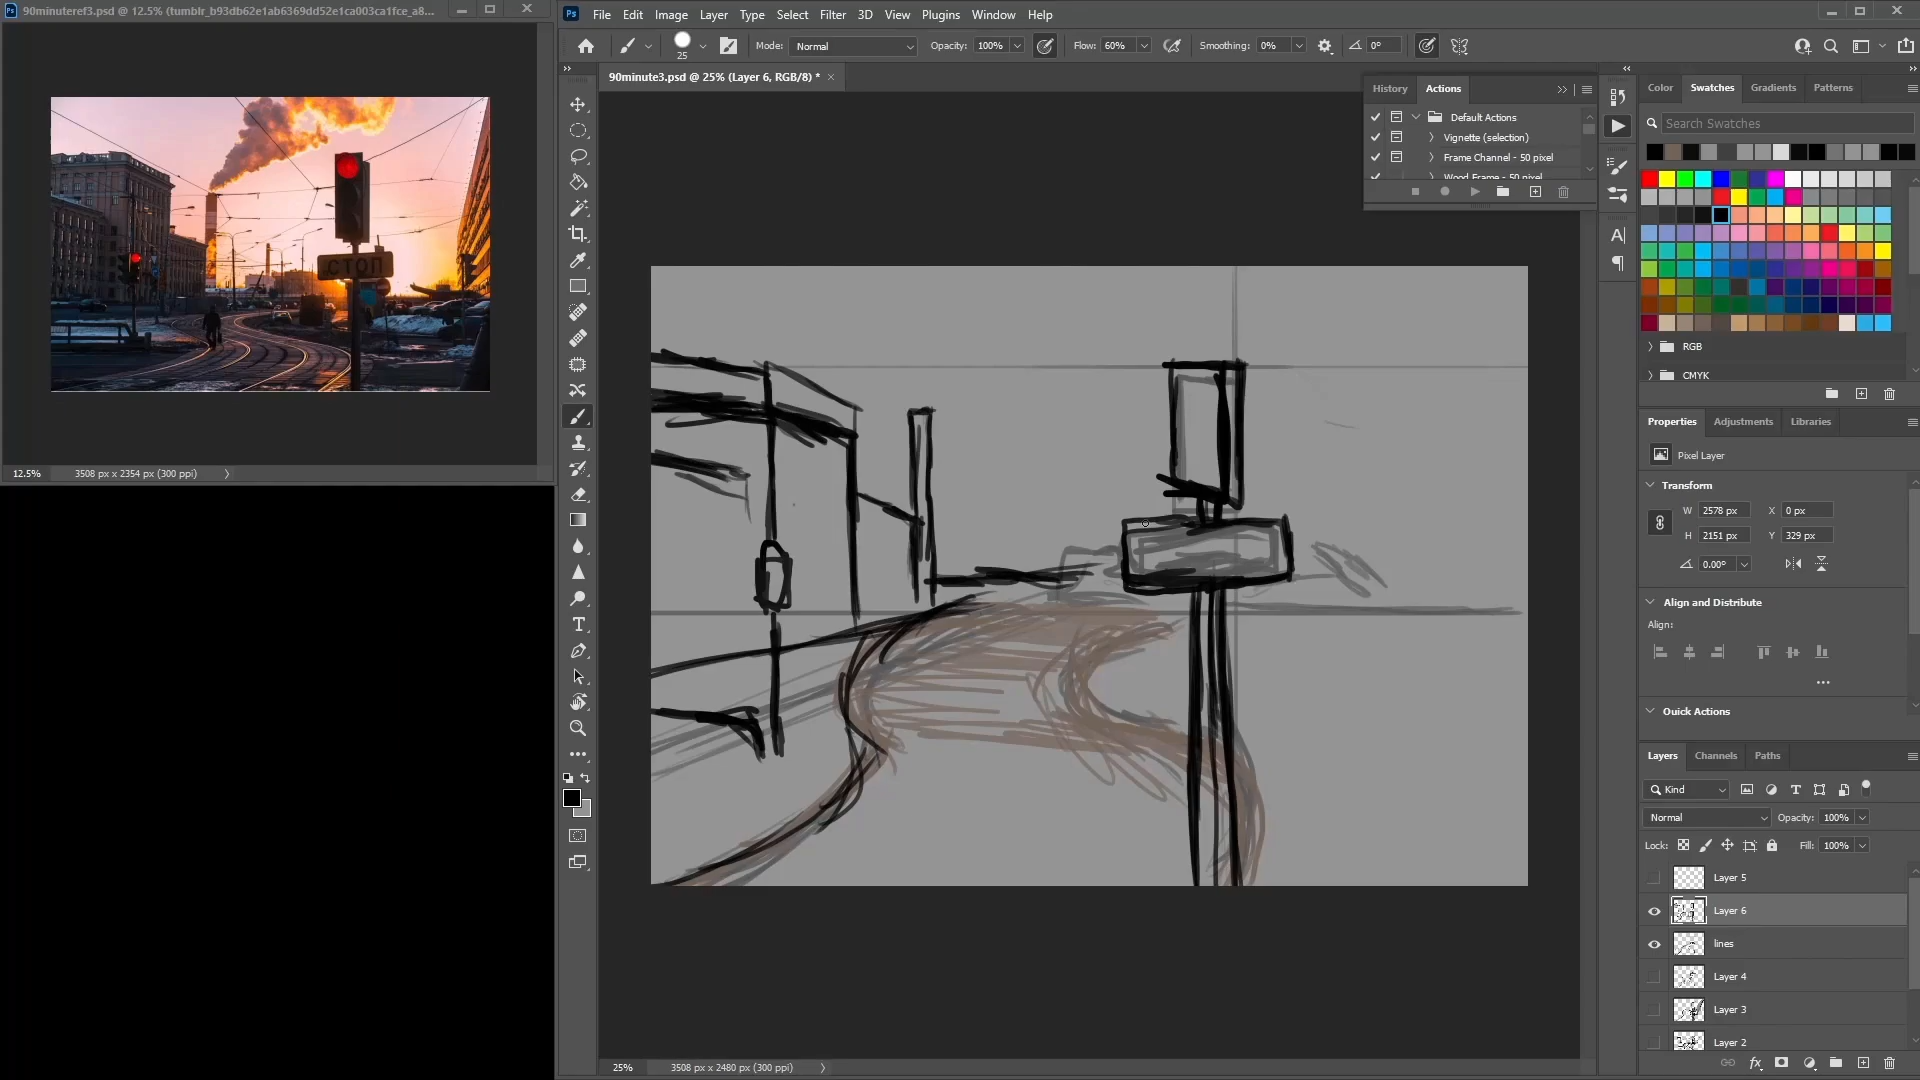 90minuteref3.psd @ 12.5% (tumblr_b93db62e1ab6369dd52e1ca003ca1fce_a8...
File Edit Image Layer Type Select Filter 3D View Plugins Window Help
25 Mode: Normal Opacity: 100% Flow: 60% Smoothing: 0% 0°
90minute3.psd @ 25% (Layer 6, RGB/8) *
History Actions
Default Actions
Vignette (selection)
Frame Channel - 50 pixel
Wood Frame - 50 pixel
Color Swatches Gradients Patterns
Search Swatches
RGB
CMYK
СТОП
12.5% 3508 px x 2354 px (300 ppi)
Properties Adjustments Libraries
Pixel Layer
Transform
W 2578 px X 0 px
H 2151 px Y 329 px
0.00°
Align and Distribute
Align:
Quick Actions
Layers Channels Paths
Kind
Normal Opacity: 100%
Lock: Fill: 100%
Layer 5
Layer 6
lines
Layer 4
Layer 3
Layer 2
25% 3508 px x 2480 px (300 ppi)